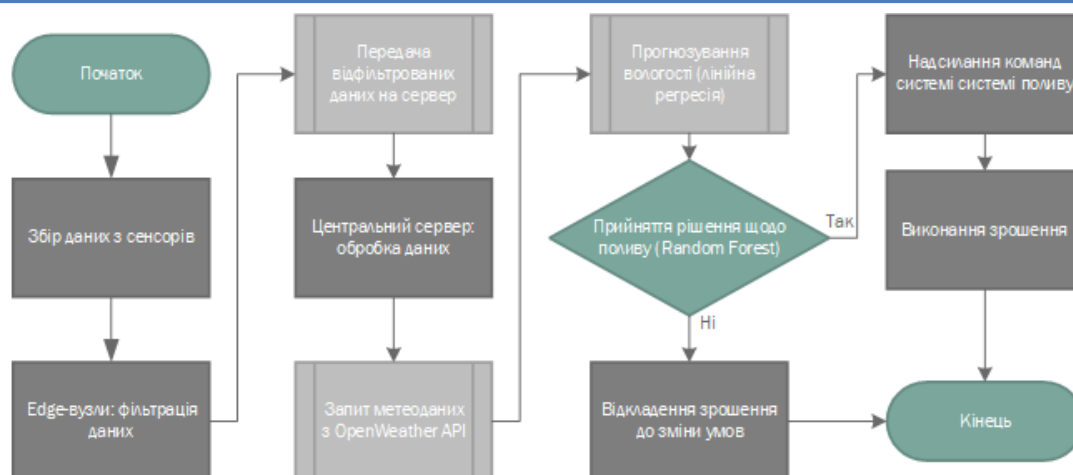 Початок
Збір даних з сенсорів
Edge-вузли: фільтрація
даних
Передача
відфільтрованих
даних на сервер
Центральний сервер:
обробка даних
Запит метеоданих
з OpenWeather API
Прогнозування
вологості (лінійна
регресія)
Прийняття рішення щодо
поливу (Random Forest)
Так
Ні
Відкладення зрошення
до зміни умов
Надсилання команд
системі системі поливу
Виконання зрошення
Кінець